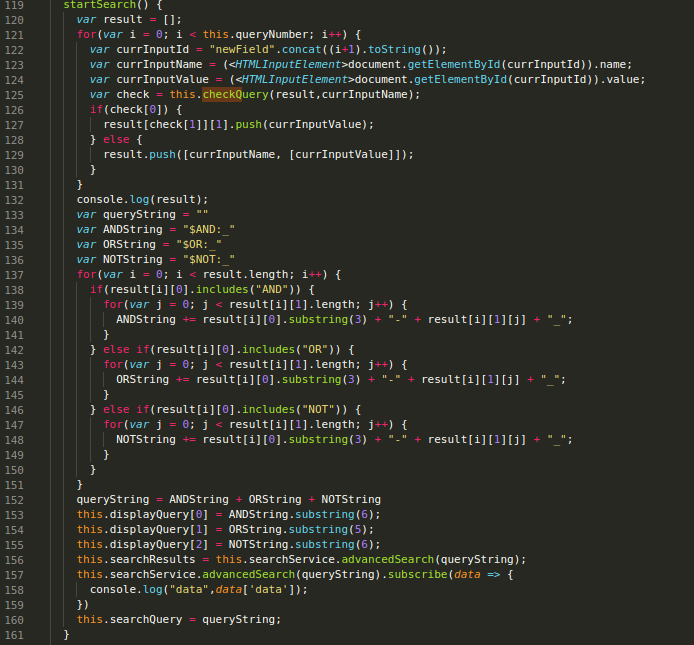 119 startSearch() {
120 var result = [];
121 for(var i = 0; i < this.queryNumber; i++) {
122 var currInputId = "newField".concat((i+1).toString());
123 var currInputName = (<HTMLInputElement>document.getElementById(currInputId)).name;
124 var currInputValue = (<HTMLInputElement>document.getElementById(currInputId)).value;
125 var check = this.checkQuery(result,currInputName);
126 if(check[0]) {
127 result[check[1]][1].push(currInputValue);
128 } else {
129 result.push([currInputName, [currInputValue]]);
130 }
131 }
132 console.log(result);
133 var queryString = ""
134 var ANDString = "$AND:_"
135 var ORString = "$OR:_"
136 var NOTString = "$NOT:_"
137 for(var i = 0; i < result.length; i++) {
138 if(result[i][0].includes("AND")) {
139 for(var j = 0; j < result[i][1].length; j++) {
140 ANDString += result[i][0].substring(3) + "-" + result[i][1][j] + "_";
141 }
142 } else if(result[i][0].includes("OR")) {
143 for(var j = 0; j < result[i][1].length; j++) {
144 ORString += result[i][0].substring(3) + "-" + result[i][1][j] + "_";
145 }
146 } else if(result[i][0].includes("NOT")) {
147 for(var j = 0; j < result[i][1].length; j++) {
148 NOTString += result[i][0].substring(3) + "-" + result[i][1][j] + "_";
149 }
150 }
151 }
152 queryString = ANDString + ORString + NOTString
153 this.displayQuery[0] = ANDString.substring(6);
154 this.displayQuery[1] = ORString.substring(5);
155 this.displayQuery[2] = NOTString.substring(6);
156 this.searchResults = this.searchService.advancedSearch(queryString);
157 this.searchService.advancedSearch(queryString).subscribe(data => {
158 console.log("data",data['data']);
159 })
160 this.searchQuery = queryString;
161 }